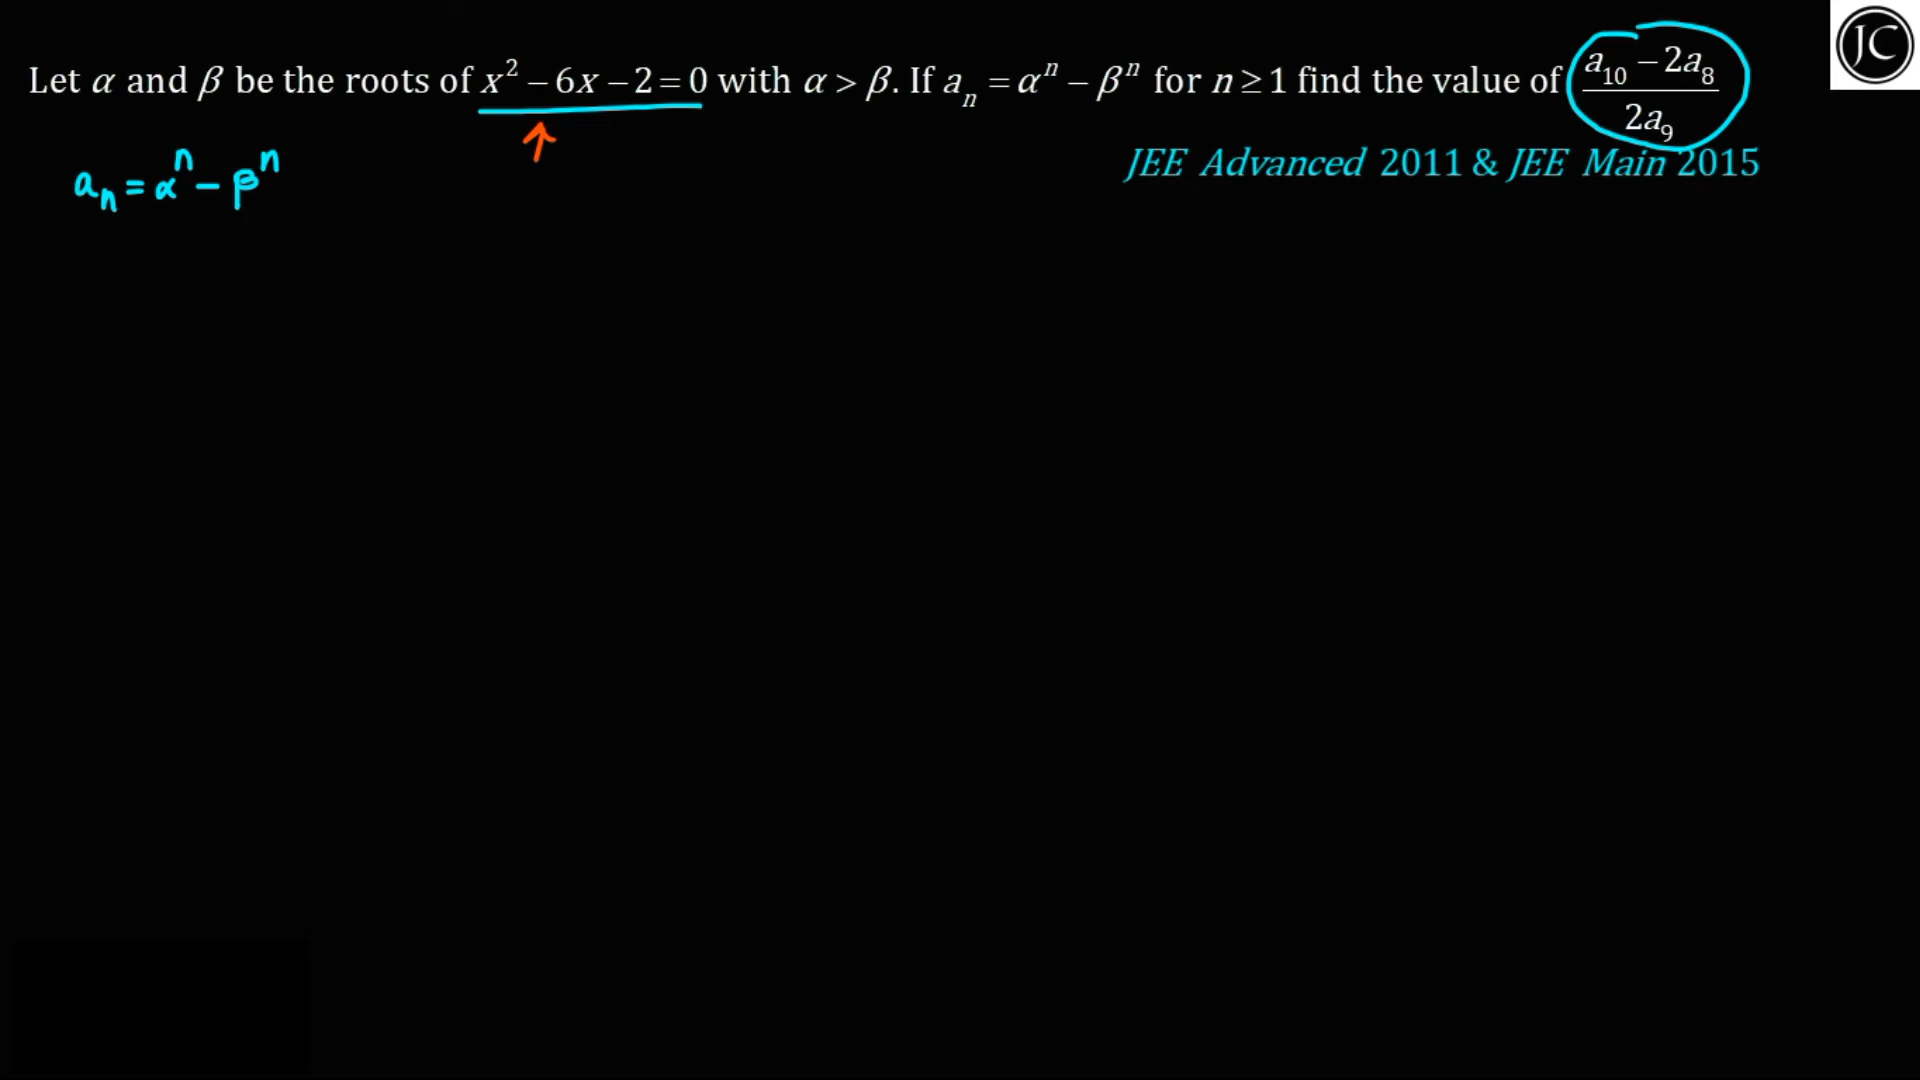 Let α and β be the roots of x² − 6x − 2 = 0 with α > β. If aₙ = αⁿ − βⁿ for n ≥ 1 find the value of (a₁₀ − 2a₈)/(2a₉)
JC
JEE Advanced 2011 & JEE Main 2015
aₙ = αⁿ − βⁿ